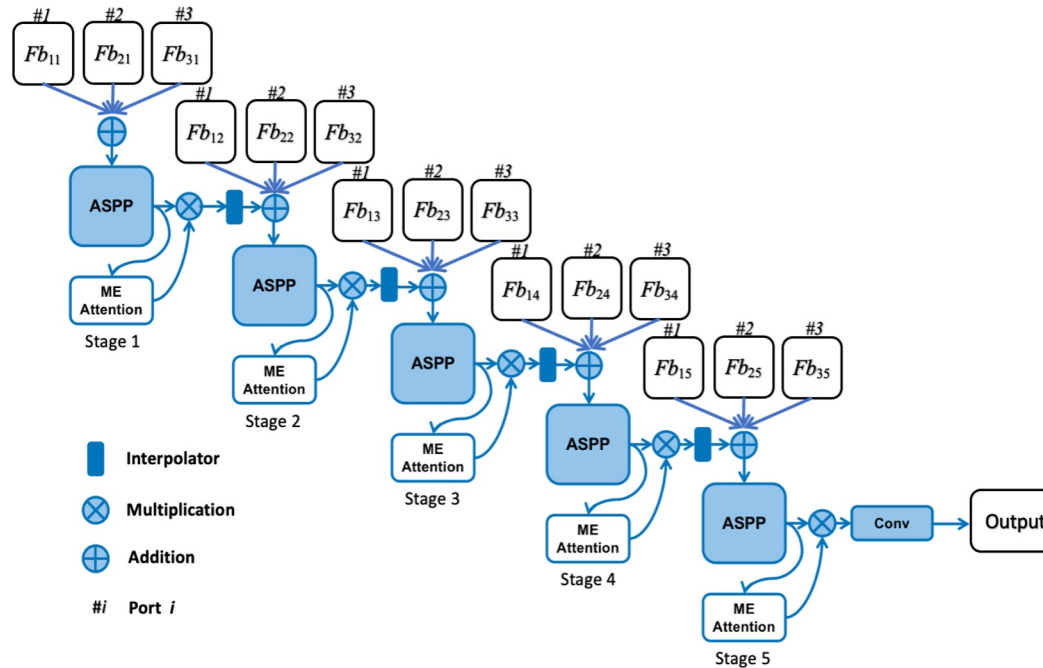 #1 #2 #3
Fb₁₁ Fb₂₁ Fb₃₁
#1 #2 #3
Fb₁₂ Fb₂₂ Fb₃₂
ASPP
ME
Attention
Stage 1
#1 #2 #3
Fb₁₃ Fb₂₃ Fb₃₃
ASPP
ME
Attention
Stage 2
#1 #2 #3
Fb₁₄ Fb₂₄ Fb₃₄
ASPP
ME
Attention
Stage 3
#1 #2 #3
Fb₁₅ Fb₂₅ Fb₃₅
ASPP
ME
Attention
Stage 4
ASPP
ME
Attention
Stage 5
Conv
Output
Interpolator
Multiplication
Addition
#i Port i